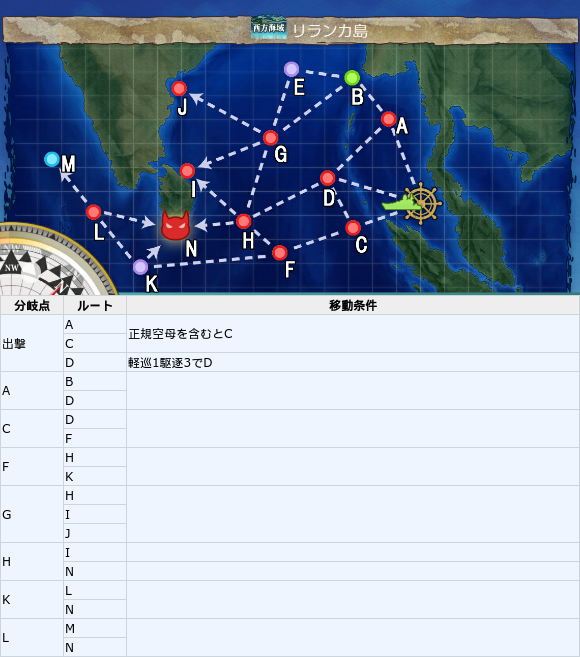 西方海域 リランカ島
E
B
J
A
G
M
I
D
L
N
H
C
F
K
NW
分岐点 ルート 移動条件
出撃 A 正規空母を含むとC
C
D 軽巡1駆逐3でD
A B
D
C D
F
F H
K
G H
I
J
H I
N
K L
N
L M
N